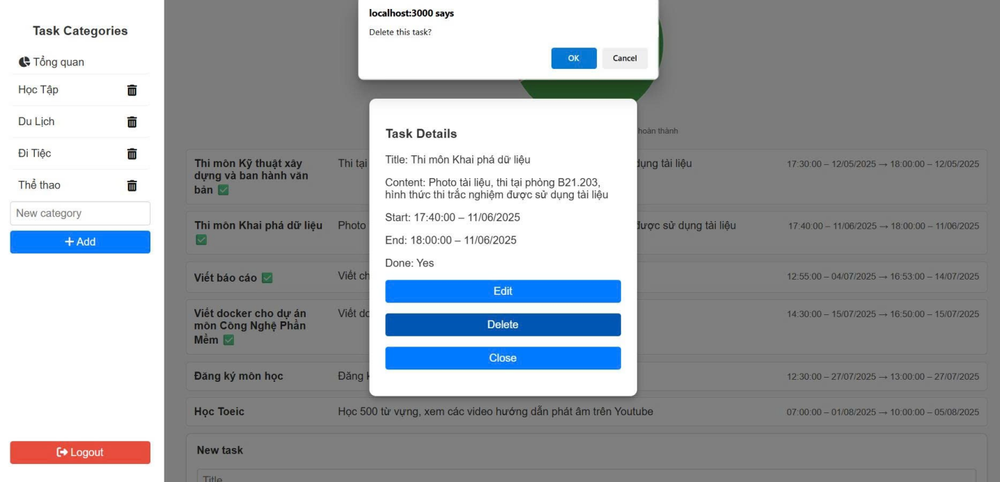 localhost:3000 says
Delete this task?
OK
Cancel
Task Categories
Tổng quan
Học Tập
Du Lịch
Đi Tiệc
Thể thao
New category
+ Add
Logout
hoàn thành
Task Details
Title: Thi môn Khai phá dữ liệu
Content: Photo tài liệu, thi tại phòng B21.203,
hình thức thi trắc nghiệm được sử dụng tài liệu
Start: 17:40:00 – 11/06/2025
End: 18:00:00 – 11/06/2025
Done: Yes
Edit
Delete
Close
Thi môn Kỹ thuật xây
dựng và ban hành văn
bản ✅
Thi tại
dụng tài liệu
17:30:00 – 12/05/2025 → 18:00:00 – 12/05/2025
Thi môn Khai phá dữ liệu
✅
Photo
được sử dụng tài liệu
17:40:00 – 11/06/2025 → 18:00:00 – 11/06/2025
Viết báo cáo ✅
Viết
12:55:00 – 04/07/2025 → 16:53:00 – 14/07/2025
Viết docker cho dự án
môn Công Nghệ Phần
Mềm ✅
Viết
14:30:00 – 15/07/2025 → 16:50:00 – 15/07/2025
Đăng ký môn học
Đăng
12:30:00 – 27/07/2025 → 13:00:00 – 27/07/2025
Học Toeic
Học 500 từ vựng, xem các video hướng dẫn phát âm trên Youtube
07:00:00 – 01/08/2025 → 10:00:00 – 05/08/2025
New task
Title